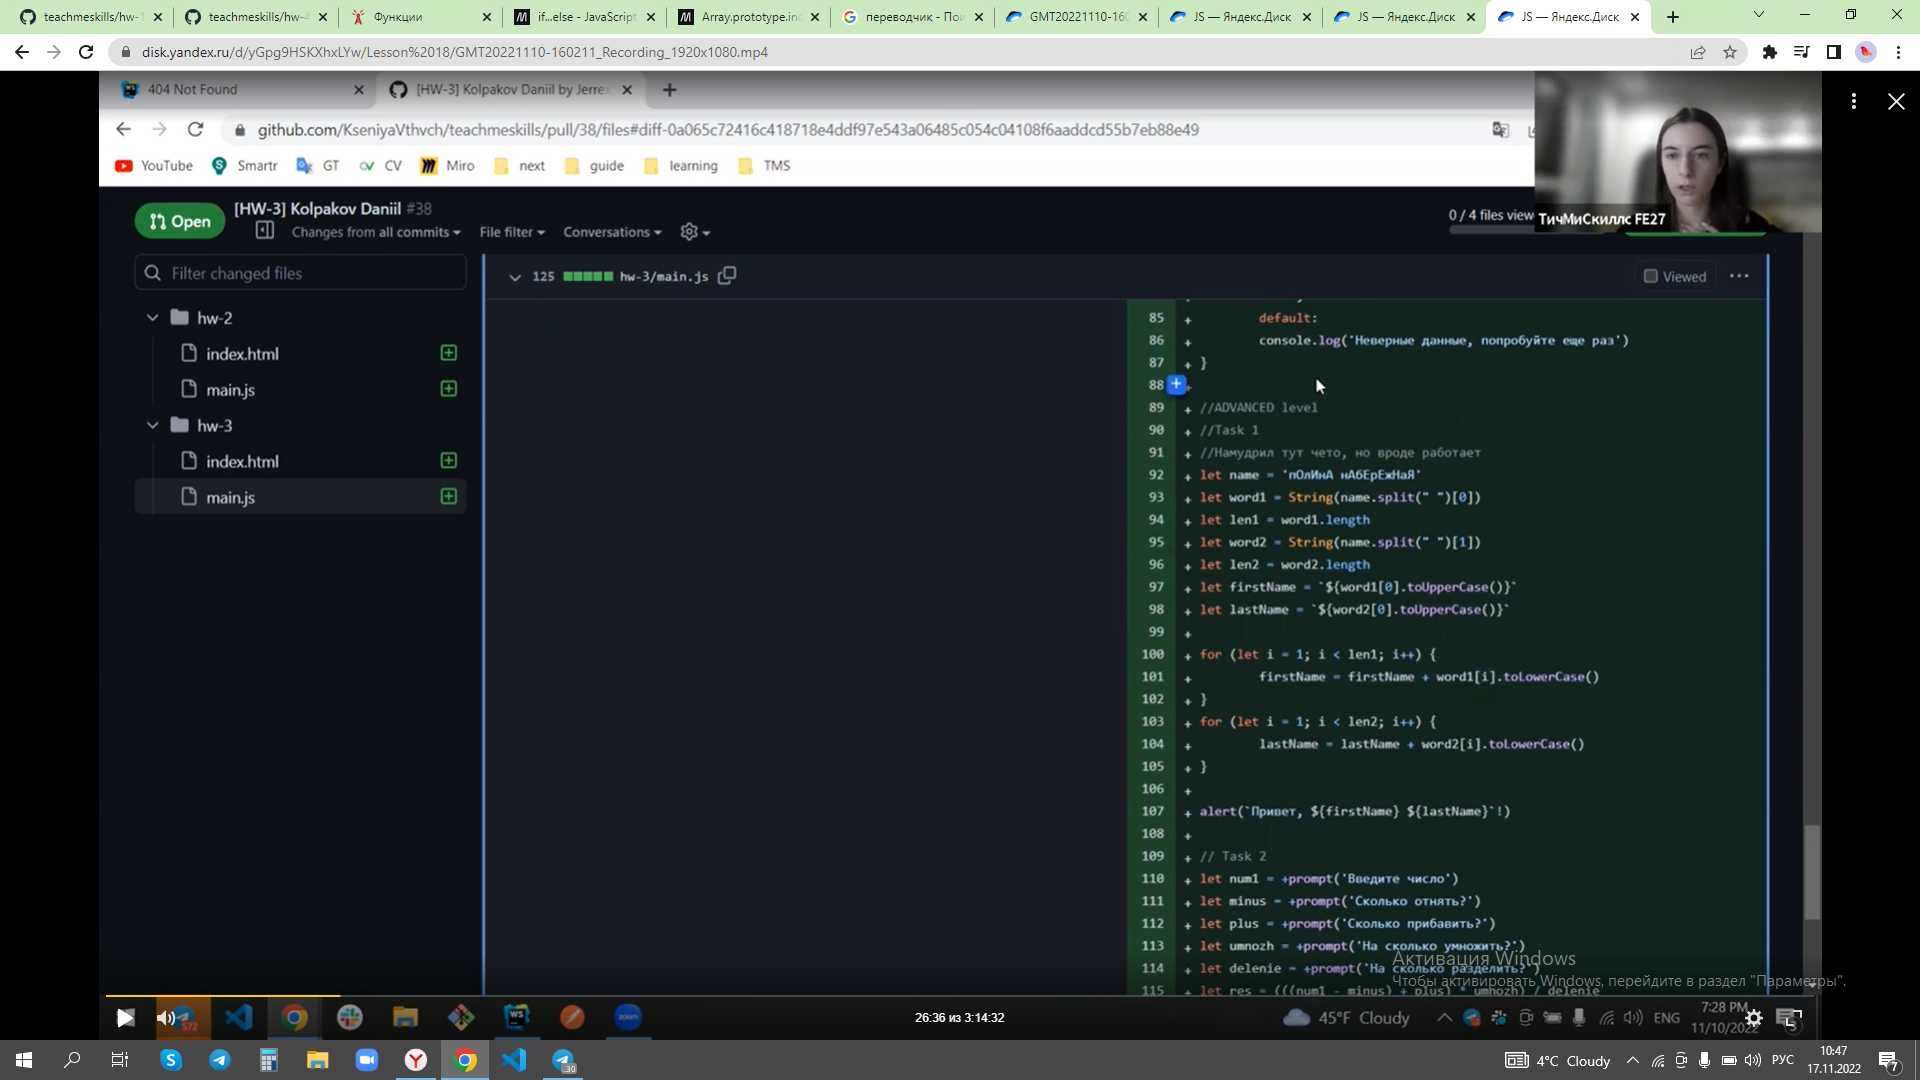 teachmeskills/hw-
teachmeskills/hw-4
Функции
if...else - JavaScript
Array.prototype.inc
переводчик - Пои
GMT20221110-160
JS — Яндекс.Диск
JS — Яндекс.Диск
JS — Яндекс.Диск
disk.yandex.ru/d/yGpg9HSKXhxLYw/Lesson%2018/GMT20221110-160211_Recording_1920x1080.mp4
404 Not Found
[HW-3] Kolpakov Daniil by Jerrex
github.com/KseniyaVthvch/teachmeskills/pull/38/files#diff-0a065c72416c418718e4ddf97e543a06485c054c04108f6aaddcd55b7eb88e49
YouTube Smartr GT CV Miro next guide learning TMS
Open
[HW-3] Kolpakov Daniil #38
Changes from all commits File filter Conversations
0 / 4 files view
ТичМиСкиллс FE27
Filter changed files
125 hw-3/main.js
Viewed
hw-2
index.html
main.js
hw-3
index.html
main.js
85 + default:
86 + console.log('Неверные данные, попробуйте еще раз')
87 + }
88 +
89 + //ADVANCED level
90 + //Task 1
91 + //Намудрил тут чето, но вроде работает
92 + let name = 'пОлИнА нАбЕрЕжНаЯ'
93 + let word1 = String(name.split(" ")[0])
94 + let len1 = word1.length
95 + let word2 = String(name.split(" ")[1])
96 + let len2 = word2.length
97 + let firstName = `${word1[0].toUpperCase()}`
98 + let lastName = `${word2[0].toUpperCase()}`
99 +
100 + for (let i = 1; i < len1; i++) {
101 + firstName = firstName + word1[i].toLowerCase()
102 + }
103 + for (let i = 1; i < len2; i++) {
104 + lastName = lastName + word2[i].toLowerCase()
105 + }
106 +
107 + alert(`Привет, ${firstName} ${lastName}`!)
108 +
109 + // Task 2
110 + let num1 = +prompt('Введите число')
111 + let minus = +prompt('Сколько отнять?')
112 + let plus = +prompt('Сколько прибавить?')
113 + let umnozh = +prompt('На сколько умножить?')
114 + let delenie = +prompt('На сколько разделить?')
115 + let res = (((num1 - minus) + plus) * umnozh) / delenie
Активация Windows
Чтобы активировать Windows, перейдите в раздел "Параметры".
572
WS
zoom
26:36 из 3:14:32
45°F Cloudy
ENG
7:28 PM
11/10/2022
3
30
4°C Cloudy
РУС
10:47
17.11.2022
7